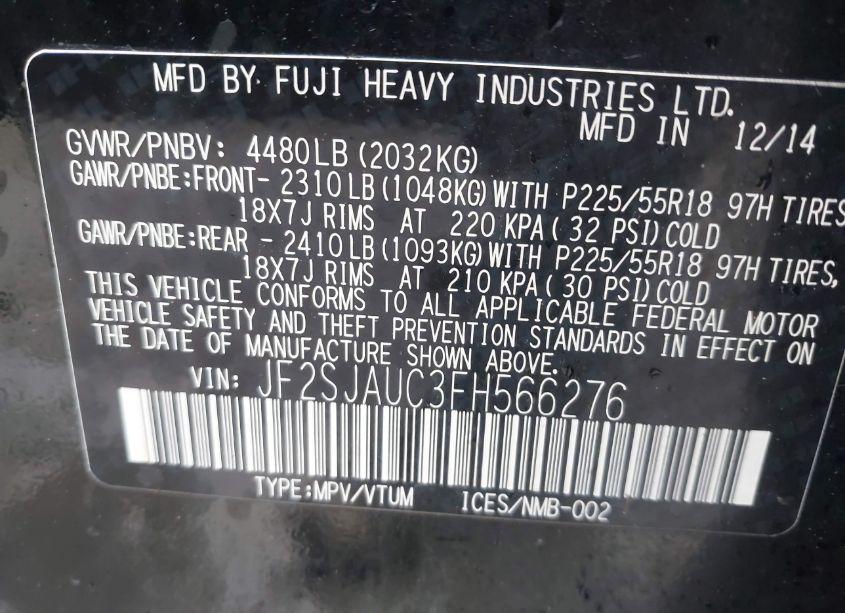 MFD BY FUJI HEAVY INDUSTRIES LTD.
MFD IN 12/14
GVWR/PNBV: 4480LB (2032KG)
GAWR/PNBE:FRONT- 2310LB (1048KG) WITH P225/55R18 97H TIRES
18X7J RIMS AT 220 KPA ( 32 PSI) COLD
GAWR/PNBE:REAR - 2410LB (1093KG) WITH P225/55R18 97H TIRES,
18X7J RIMS AT 210 KPA ( 30 PSI) COLD
THIS VEHICLE CONFORMS TO ALL APPLICABLE FEDERAL MOTOR
VEHICLE SAFETY AND THEFT PREVENTION STANDARDS IN EFFECT ON
THE DATE OF MANUFACTURE SHOWN ABOVE.
VIN: JF2SJAUC3FH566276
TYPE:MPV/VTUM ICES/NMB-002